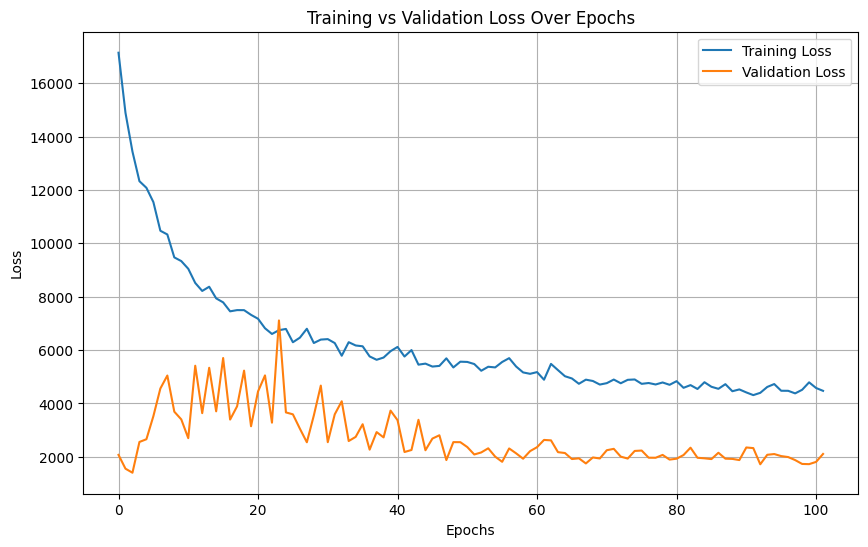 Training vs Validation Loss Over Epochs
Training Loss
Validation Loss
16000
14000
12000
10000
8000
6000
4000
2000
Loss
0
20
40
60
80
100
Epochs